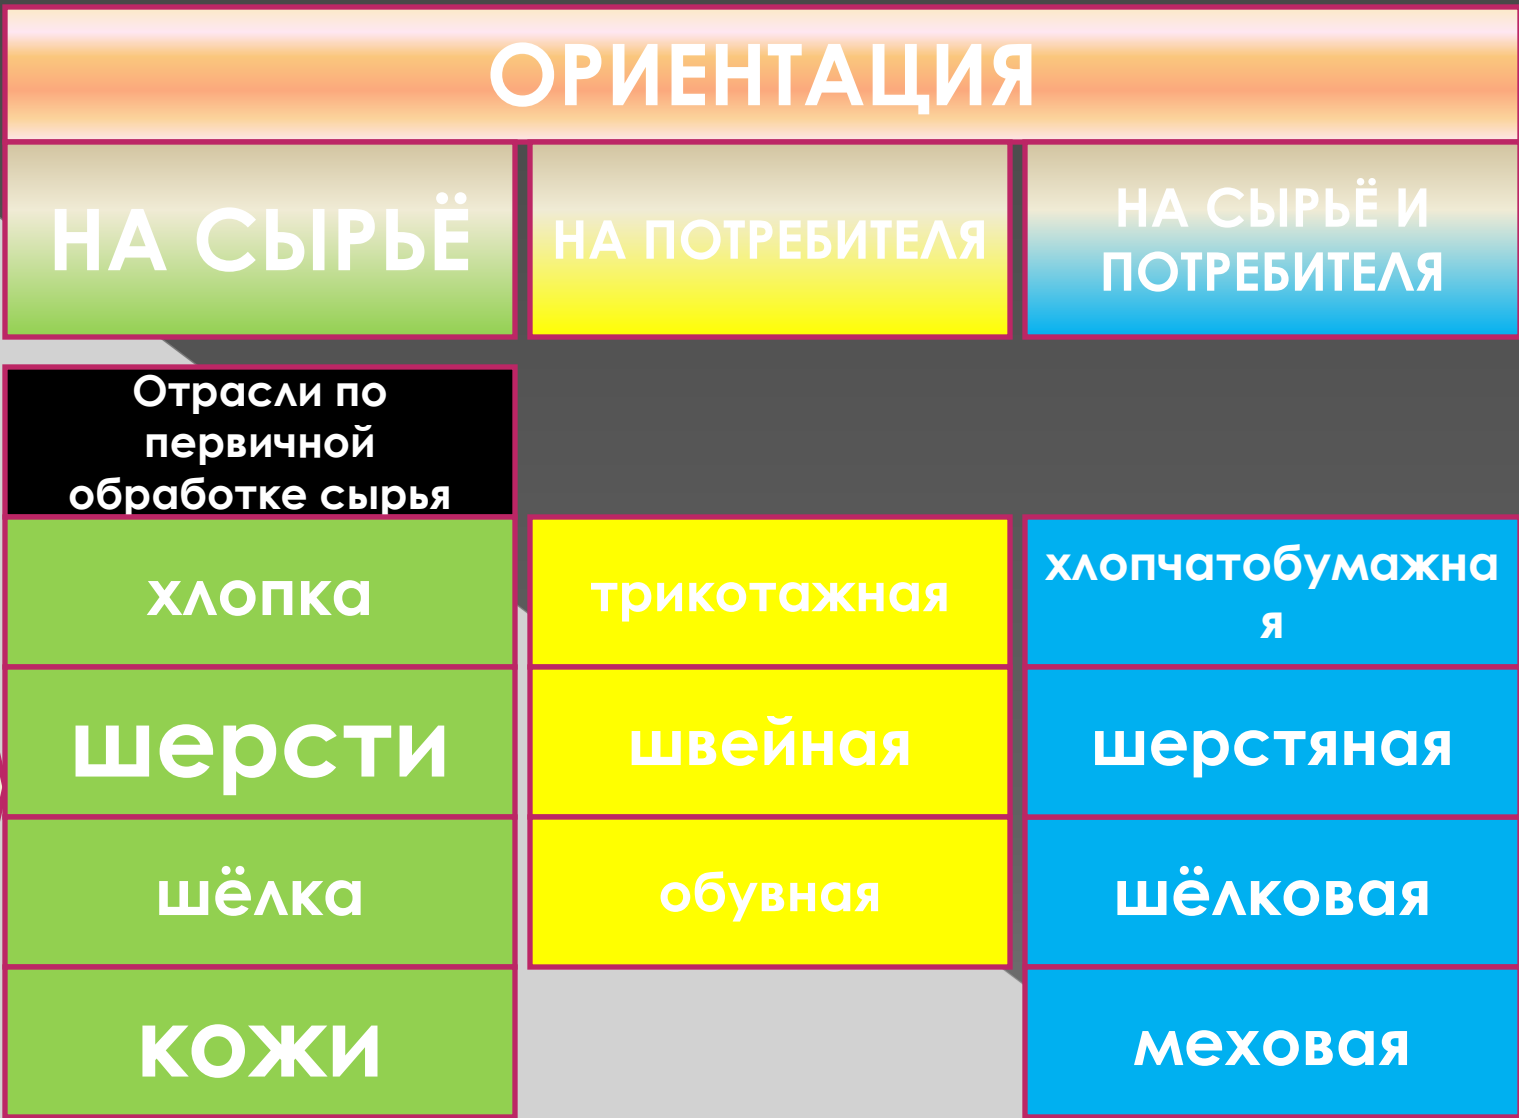 ОРИЕНТАЦИЯ
НА СЫРЬЁ
НА ПОТРЕБИТЕЛЯ
НА СЫРЬЁ И
ПОТРЕБИТЕЛЯ
Отрасли по
первичной
обработке сырья
хлопка
трикотажная
хлопчатобумажна
я
шерсти
швейная
шерстяная
шёлка
обувная
шёлковая
кожи
меховая